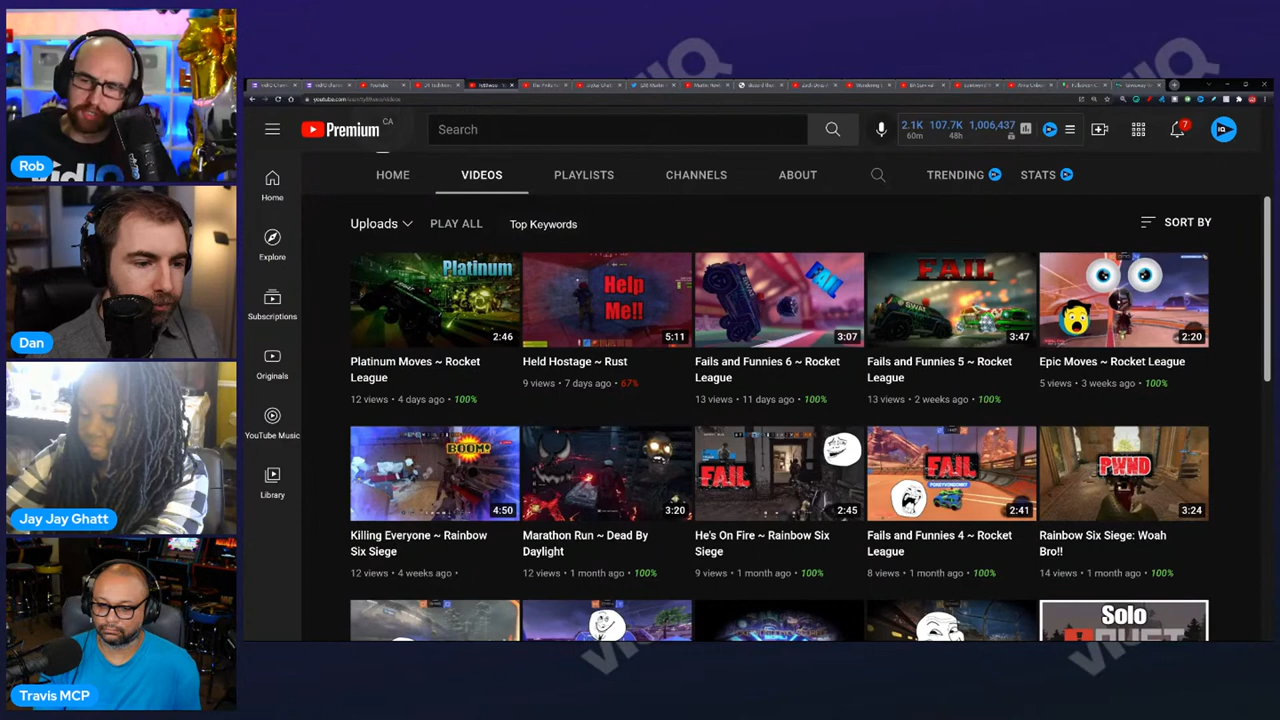 Rob
Dan
Jay Jay Ghatt
Travis MCP
Premium
CA
Search
2.1K 107.7K 1,006,437
60m 48h
7
IQ
HOME VIDEOS PLAYLISTS CHANNELS ABOUT TRENDING STATS
Home
Explore
Subscriptions
Originals
YouTube Music
Library
Uploads PLAY ALL Top Keywords SORT BY
Platinum
2:46
Help
Me!!
5:11
FAIL
3:07
FAIL
3:47
2:20
Platinum Moves ~ Rocket
League
12 views • 4 days ago • 100%
Held Hostage ~ Rust
9 views • 7 days ago • 67%
Fails and Funnies 6 ~ Rocket
League
13 views • 11 days ago • 100%
Fails and Funnies 5 ~ Rocket
League
13 views • 2 weeks ago • 100%
Epic Moves ~ Rocket League
5 views • 3 weeks ago • 100%
BOOM!
4:50
3:20
FAIL
2:45
FAIL
2:41
PWND
3:24
Killing Everyone ~ Rainbow
Six Siege
12 views • 4 weeks ago •
Marathon Run ~ Dead By
Daylight
12 views • 1 month ago • 100%
He's On Fire ~ Rainbow Six
Siege
9 views • 1 month ago • 100%
Fails and Funnies 4 ~ Rocket
League
8 views • 1 month ago • 100%
Rainbow Six Siege: Woah
Bro!!
14 views • 1 month ago • 100%
Solo
vidIQ
vidIQ
vidIQ
vidIQ
vidIQ